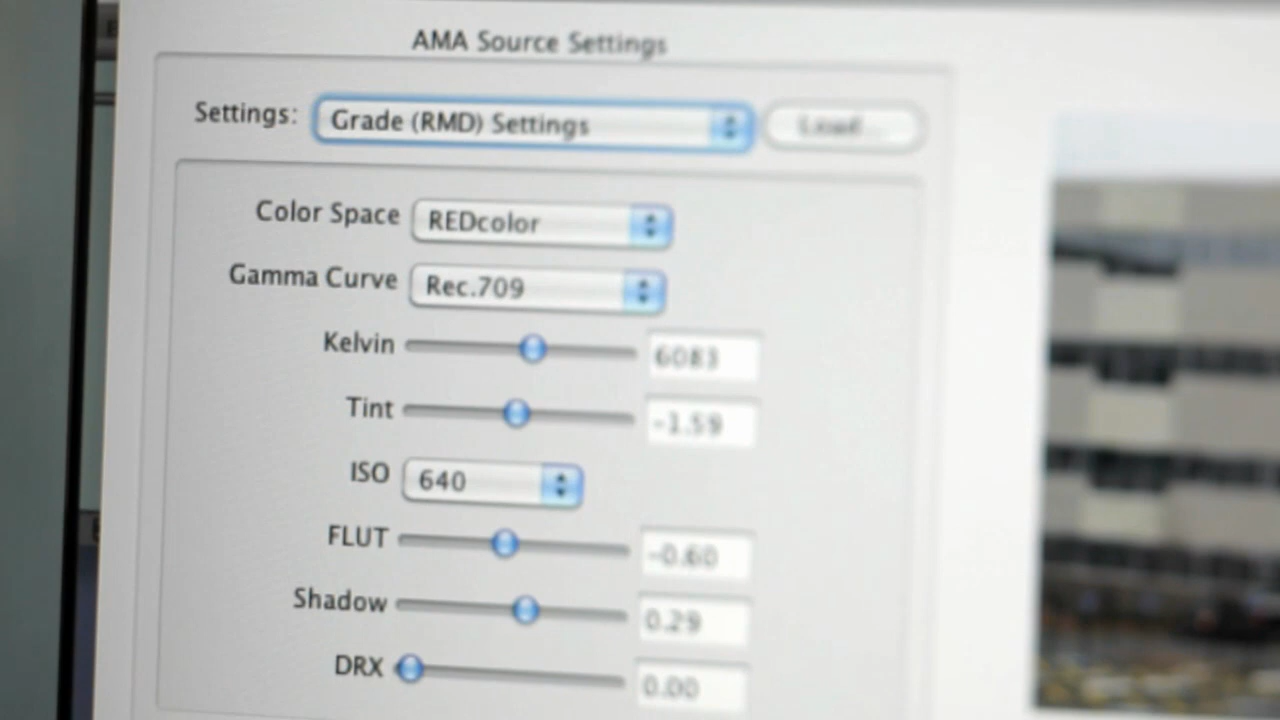 AMA Source Settings
Settings: Grade (RMD) Settings Load...
Color Space REDcolor
Gamma Curve Rec.709
Kelvin 6083
Tint -1.59
ISO 640
FLUT -0.60
Shadow 0.29
DRX 0.00